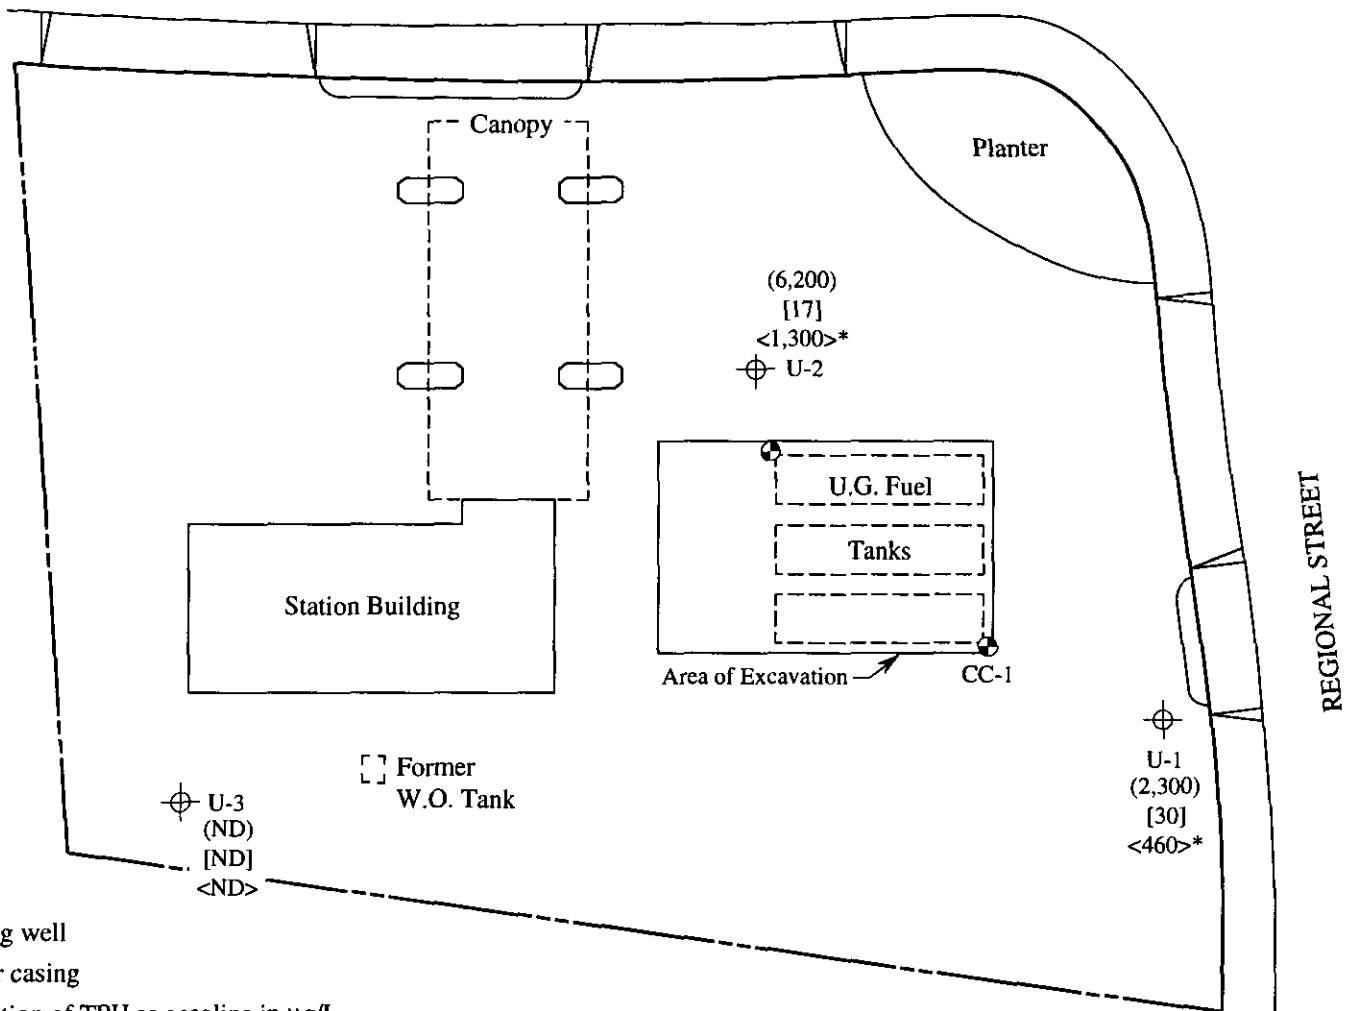 Canopy
Planter
(6,200)
[17]
<1,300>*
U-2
U.G. Fuel
Tanks
Station Building
Area of Excavation
CC-1
REGIONAL STREET
U-1
(2,300)
[30]
<460>*
Former
W.O. Tank
U-3
(ND)
[ND]
<ND>
g well
r casing